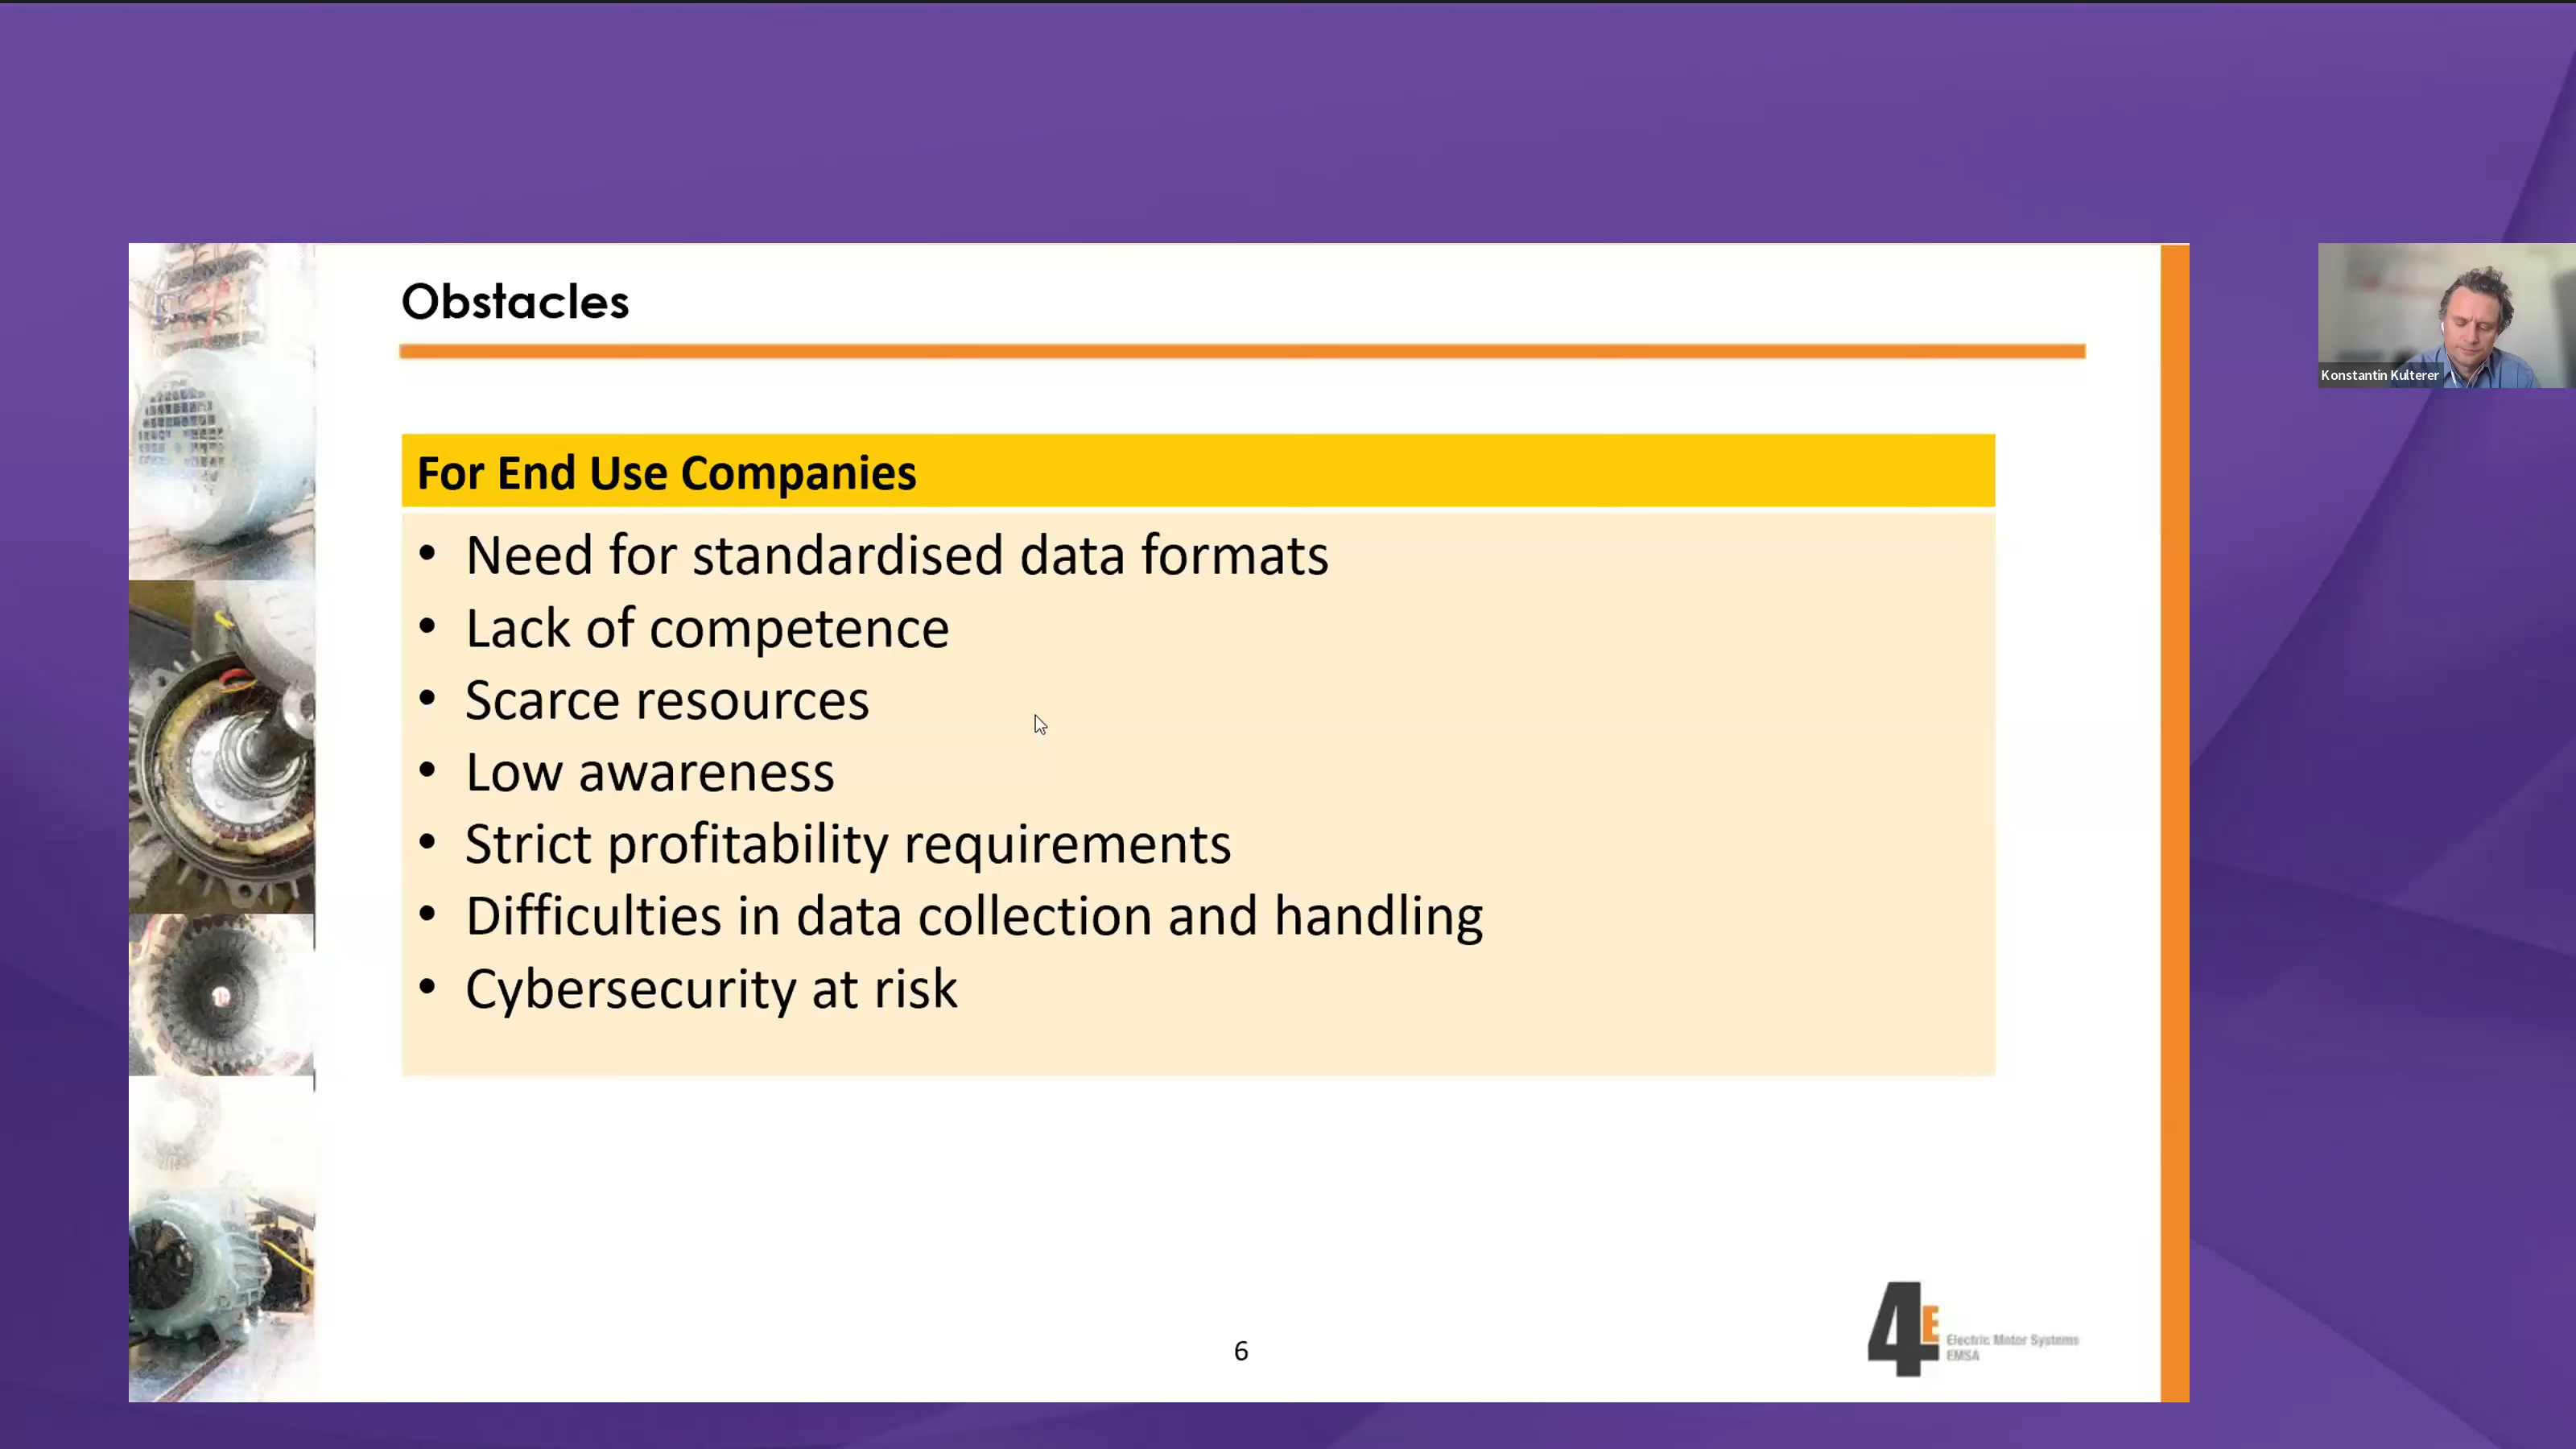 Obstacles
For End Use Companies
• Need for standardised data formats
• Lack of competence
• Scarce resources
• Low awareness
• Strict profitability requirements
• Difficulties in data collection and handling
• Cybersecurity at risk
6
4E
Electric Motor Systems
EMSA
Konstantin Kulterer